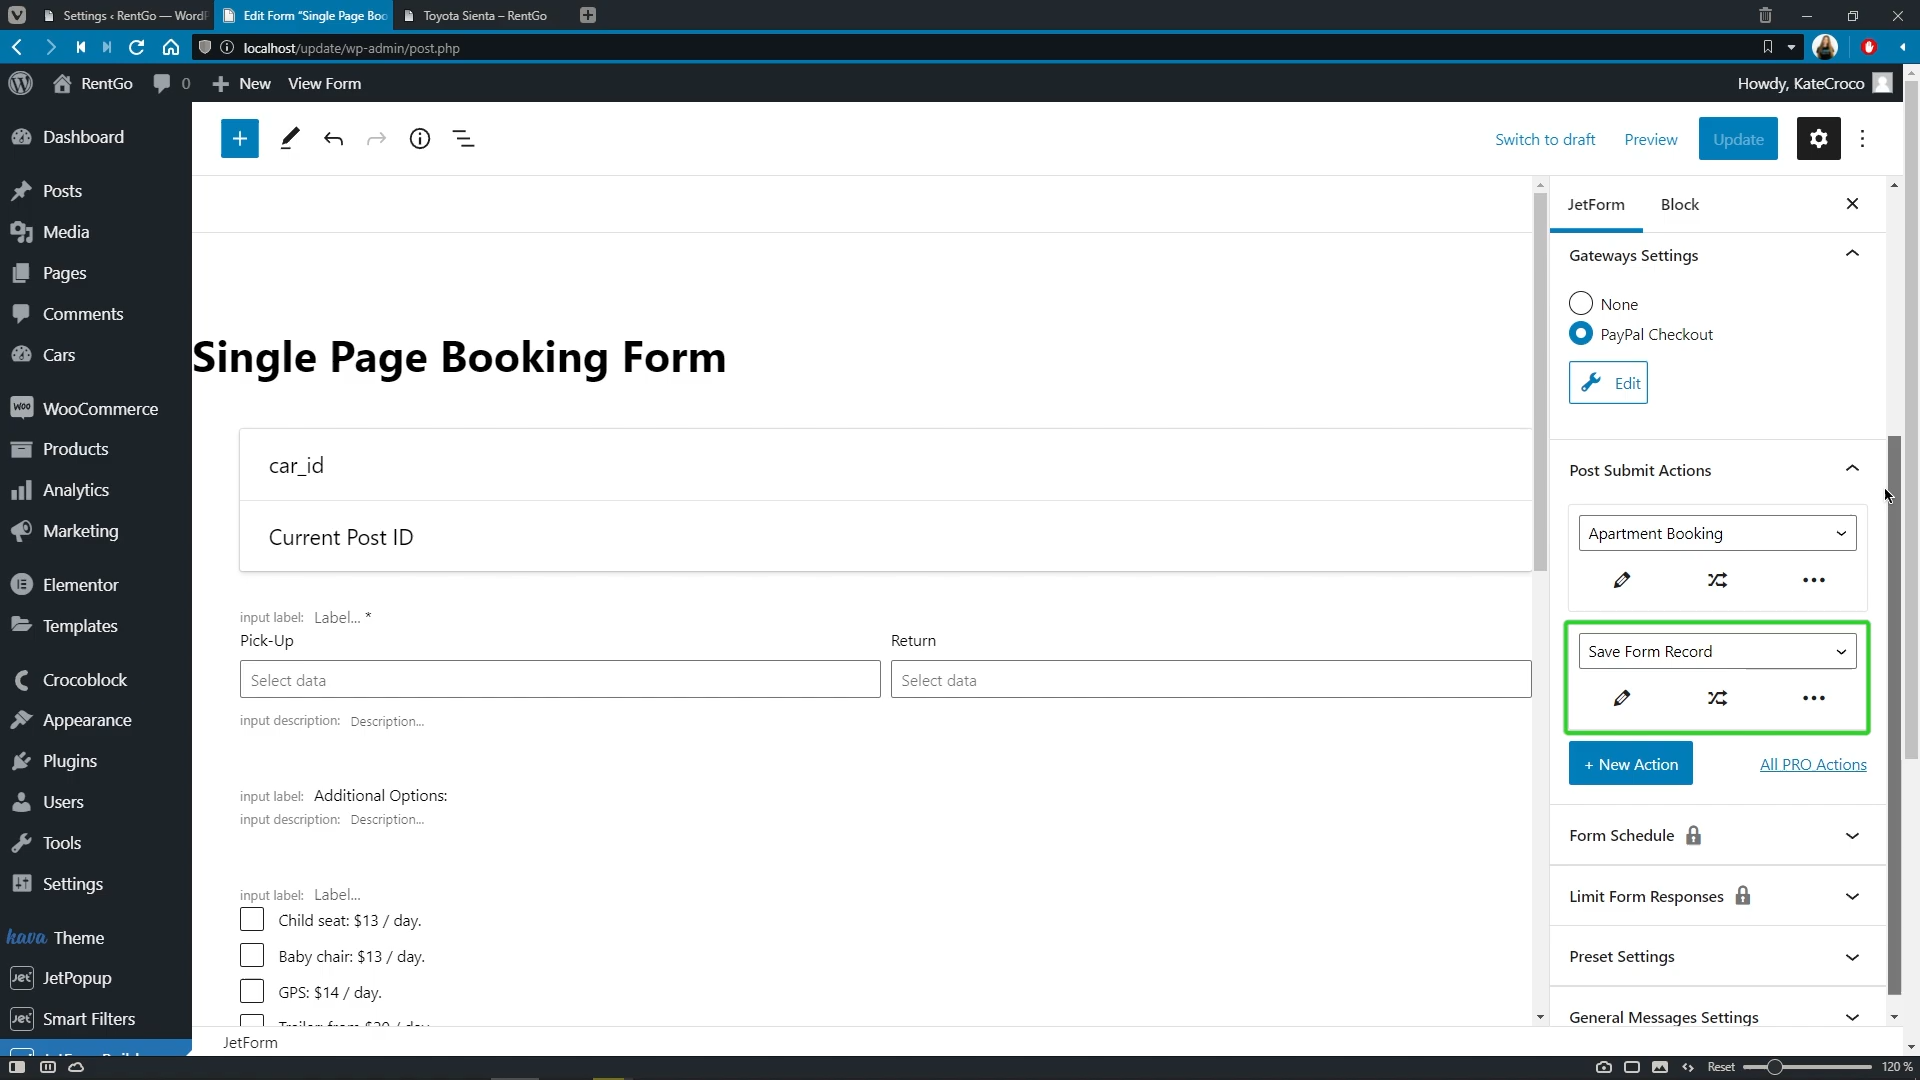 Settings ‹ RentGo — WordP
Edit Form “Single Page Boo
Toyota Sienta – RentGo
localhost/update/wp-admin/post.php
RentGo
0
New
View Form
Howdy, KateCroco
Dashboard
Posts
Media
Pages
Comments
Cars
WooCommerce
Products
Analytics
Marketing
Elementor
Templates
Crocoblock
Appearance
Plugins
Users
Tools
Settings
hava Theme
JetPopup
Smart Filters
Switch to draft
Preview
Update
Single Page Booking Form
car_id
Current Post ID
input label: Label... *
Pick-Up
Return
Select data
Select data
input description: Description...
input label: Additional Options:
input description: Description...
input label: Label...
Child seat: $13 / day.
Baby chair: $13 / day.
GPS: $14 / day.
JetForm
JetForm
Block
Gateways Settings
None
PayPal Checkout
Edit
Post Submit Actions
Apartment Booking
Save Form Record
+ New Action
All PRO Actions
Form Schedule
Limit Form Responses
Preset Settings
General Messages Settings
Reset
120 %